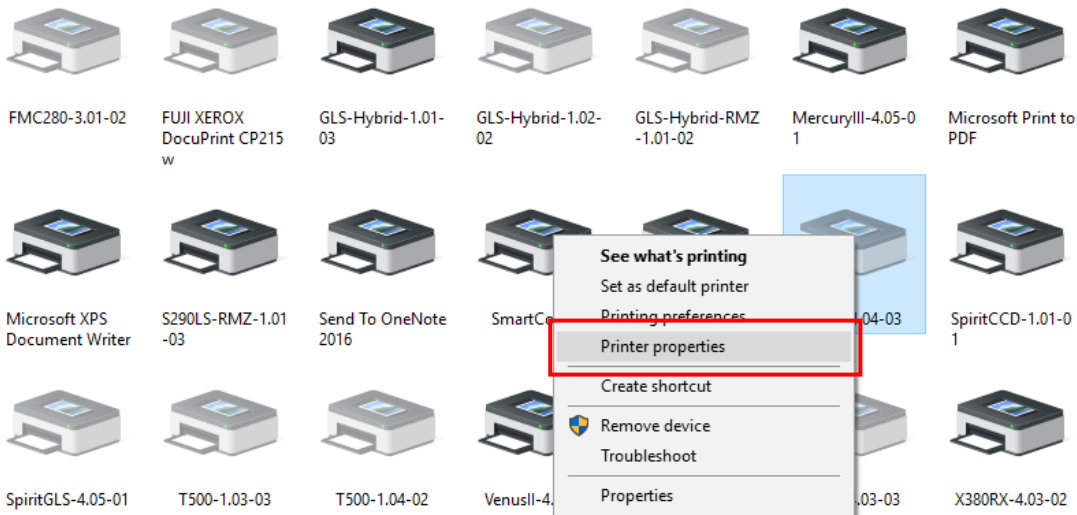 FMC280-3.01-02
FUJI XEROX
DocuPrint CP215
w
GLS-Hybrid-1.01-
03
GLS-Hybrid-1.02-
02
GLS-Hybrid-RMZ
-1.01-02
MercuryIII-4.05-0
1
Microsoft Print to
PDF
Microsoft XPS
Document Writer
S290LS-RMZ-1.01
-03
Send To OneNote
2016
SmartCo
.04-03
SpiritCCD-1.01-0
1
See what's printing
Set as default printer
Printing preferences
Printer properties
Create shortcut
Remove device
Troubleshoot
Properties
SpiritGLS-4.05-01
T500-1.03-03
T500-1.04-02
VenusII-4.
.03-03
X380RX-4.03-02